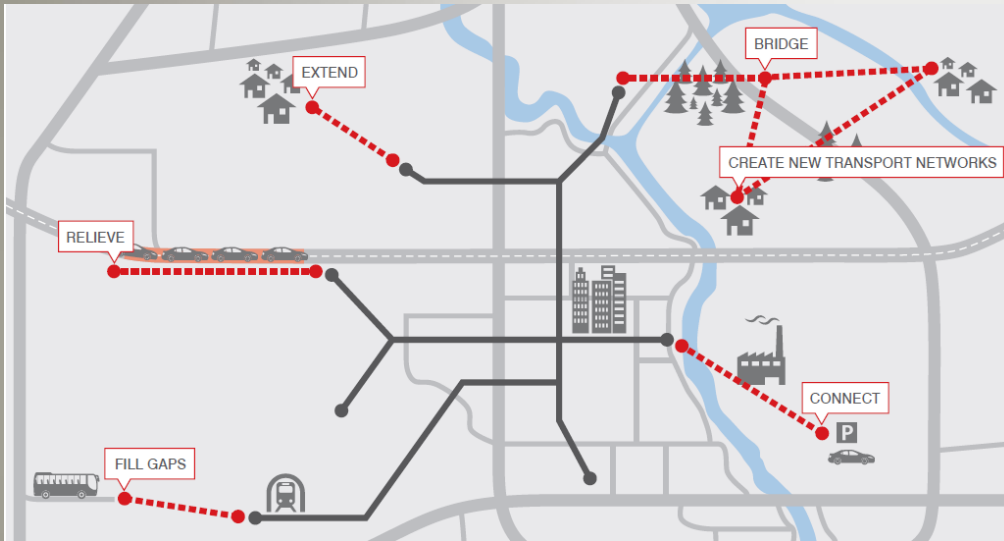 BRIDGE
EXTEND
CREATE NEW TRANSPORT NETWORKS
RELIEVE
CONNECT
P
FILL GAPS